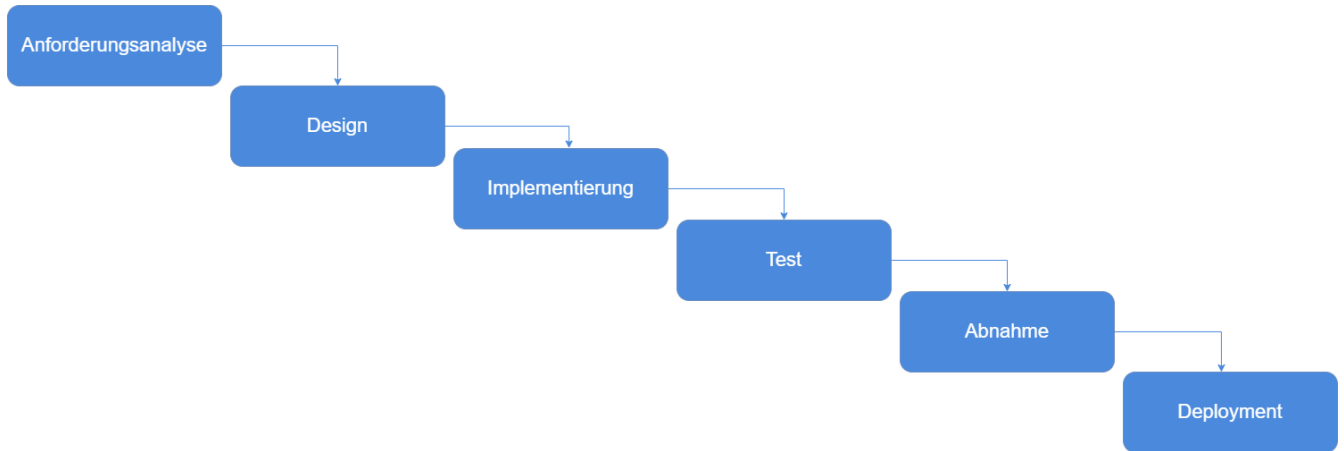 Anforderungsanalyse
Design
Implementierung
Test
Abnahme
Deployment